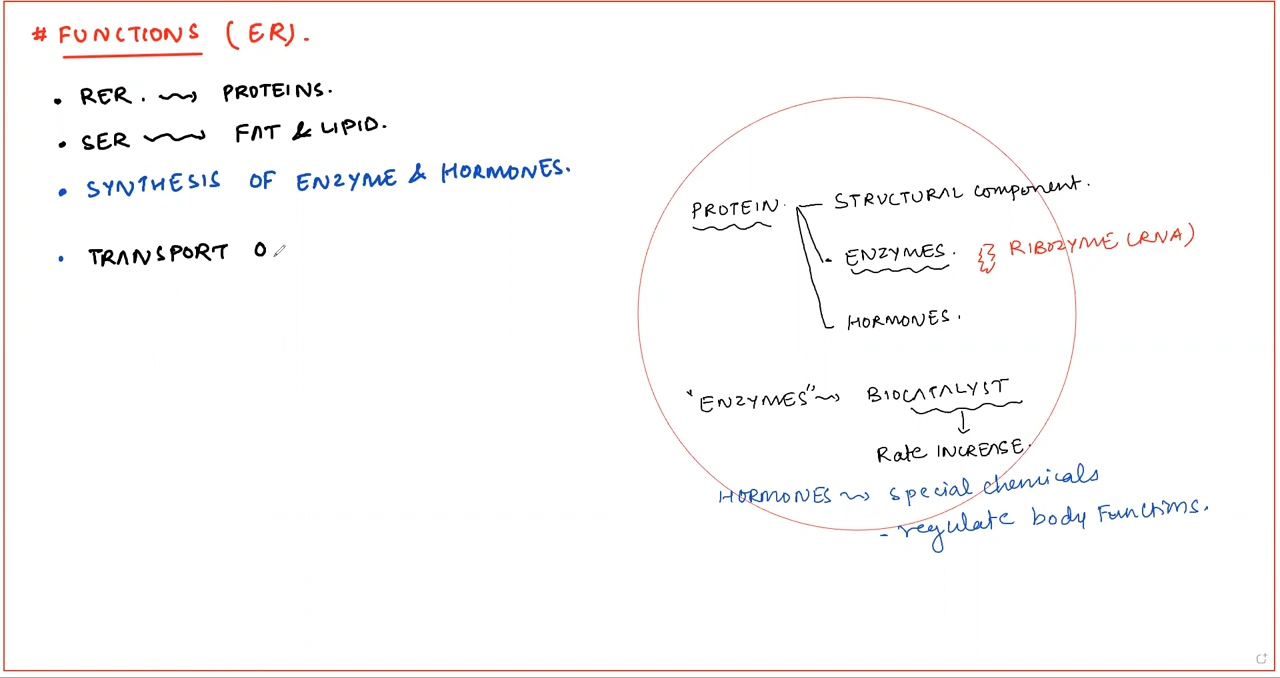 # FUNCTIONS (ER).
• RER. PROTEINS.
• SER FAT & LIPID.
• SYNTHESIS OF ENZYME & HORMONES.
• TRANSPORT O
PROTEIN. STRUCTURAL component.
ENZYMES. RIBOZYME (RNA)
HORMONES.
"ENZYMES" BIOCATALYST
↓
Rate INCREASE.
HORMONES special chemicals
- regulate body Functions.